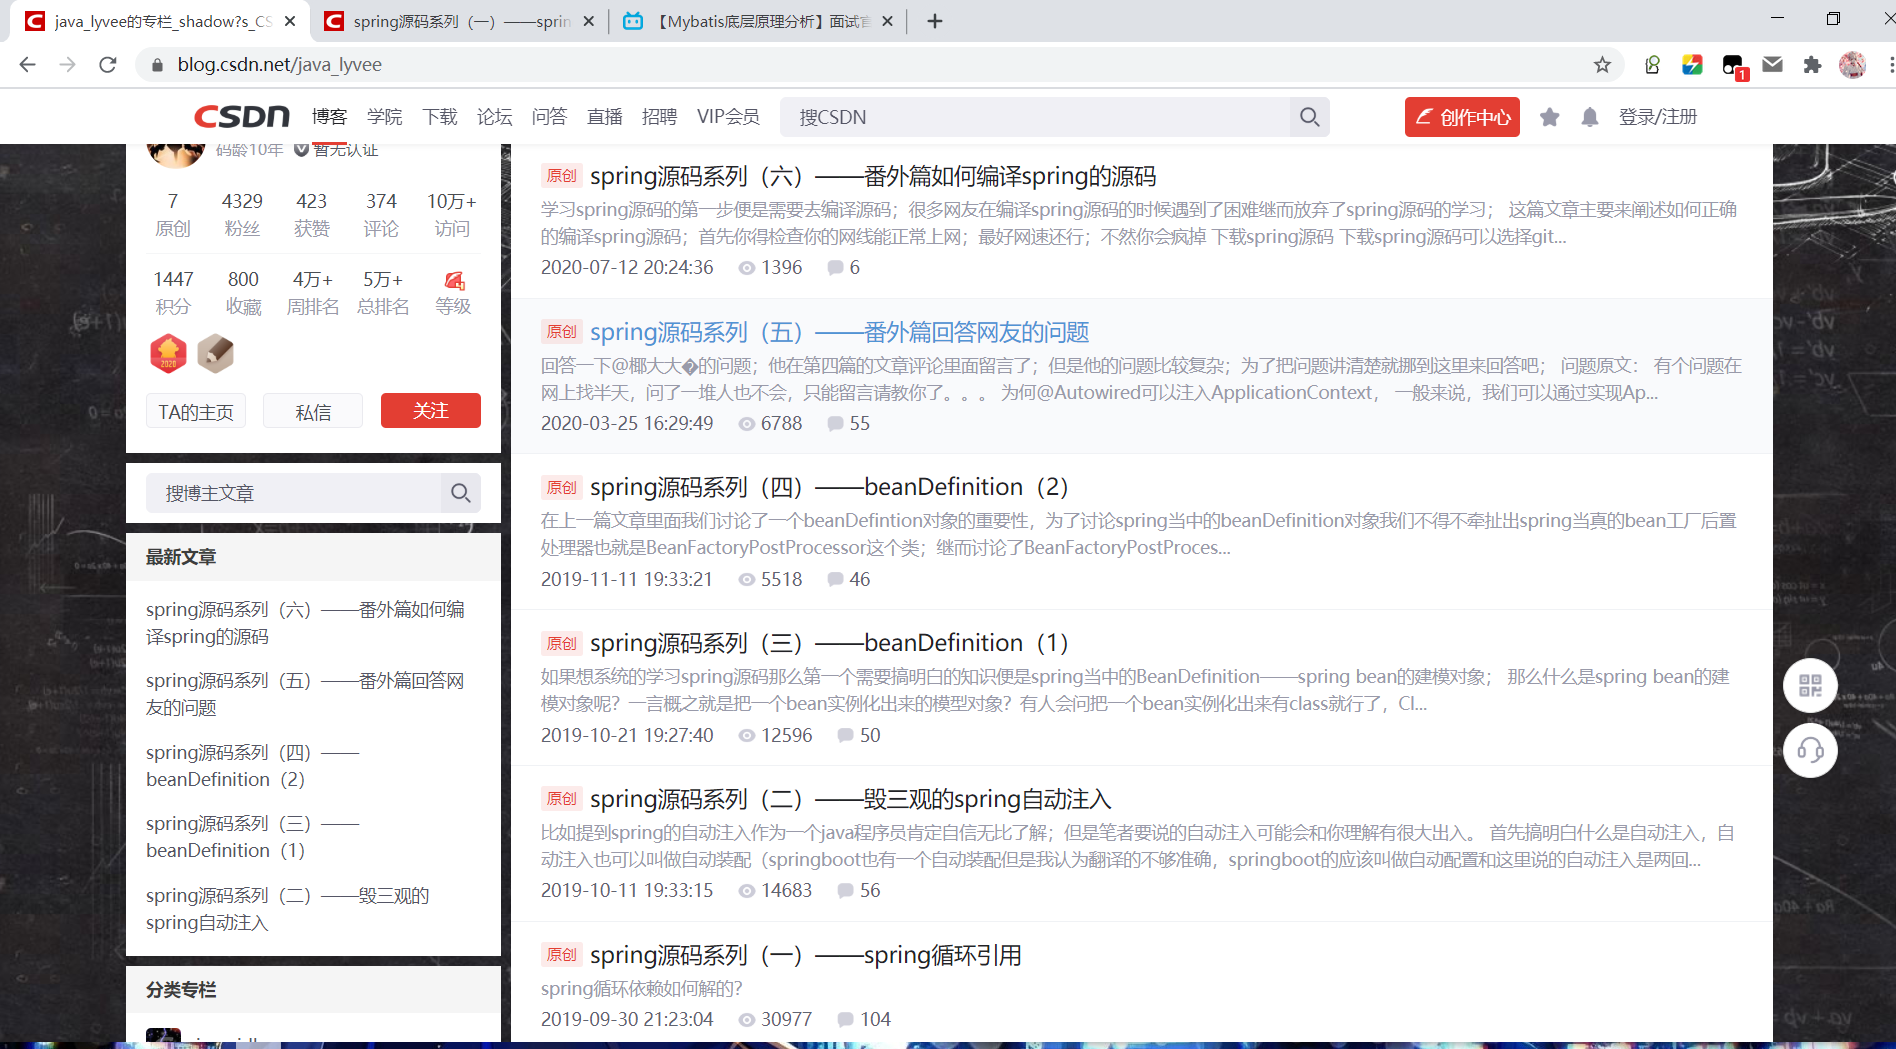 java_lyvee的专栏_shadow?s_CS
spring源码系列（一）——sprin
【Mybatis底层原理分析】面试官
blog.csdn.net/java_lyvee
1
CSDN 博客 学院 下载 论坛 问答 直播 招聘 VIP会员 搜CSDN 创作中心 登录/注册
码龄10年 暂无认证
7 4329 423 374 10万+
原创 粉丝 获赞 评论 访问
1447 800 4万+ 5万+
积分 收藏 周排名 总排名 等级
2020
TA的主页 私信 关注
搜博主文章
最新文章
spring源码系列（六）——番外篇如何编
译spring的源码
spring源码系列（五）——番外篇回答网
友的问题
spring源码系列（四）——
beanDefinition（2）
spring源码系列（三）——
beanDefinition（1）
spring源码系列（二）——毁三观的
spring自动注入
分类专栏
原创 spring源码系列（六）——番外篇如何编译spring的源码
学习spring源码的第一步便是需要去编译源码；很多网友在编译spring源码的时候遇到了困难继而放弃了spring源码的学习； 这篇文章主要来阐述如何正确
的编译spring源码；首先你得检查你的网线能正常上网；最好网速还行；不然你会疯掉 下载spring源码 下载spring源码可以选择git...
2020-07-12 20:24:36 1396 6
原创 spring源码系列（五）——番外篇回答网友的问题
回答一下@椰大大�的问题；他在第四篇的文章评论里面留言了；但是他的问题比较复杂；为了把问题讲清楚就挪到这里来回答吧； 问题原文： 有个问题在
网上找半天，问了一堆人也不会，只能留言请教你了。。。 为何@Autowired可以注入ApplicationContext， 一般来说，我们可以通过实现Ap...
2020-03-25 16:29:49 6788 55
原创 spring源码系列（四）——beanDefinition（2）
在上一篇文章里面我们讨论了一个beanDefintion对象的重要性，为了讨论spring当中的beanDefinition对象我们不得不牵扯出spring当真的bean工厂后置
处理器也就是BeanFactoryPostProcessor这个类；继而讨论了BeanFactoryPostProces...
2019-11-11 19:33:21 5518 46
原创 spring源码系列（三）——beanDefinition（1）
如果想系统的学习spring源码那么第一个需要搞明白的知识便是spring当中的BeanDefinition——spring bean的建模对象； 那么什么是spring bean的建
模对象呢？一言概之就是把一个bean实例化出来的模型对象？有人会问把一个bean实例化出来有class就行了，Cl...
2019-10-21 19:27:40 12596 50
原创 spring源码系列（二）——毁三观的spring自动注入
比如提到spring的自动注入作为一个java程序员肯定自信无比了解；但是笔者要说的自动注入可能会和你理解有很大出入。 首先搞明白什么是自动注入，自
动注入也可以叫做自动装配（springboot也有一个自动装配但是我认为翻译的不够准确，springboot的应该叫做自动配置和这里说的自动注入是两回...
2019-10-11 19:33:15 14683 56
原创 spring源码系列（一）——spring循环引用
spring循环依赖如何解的？
2019-09-30 21:23:04 30977 104